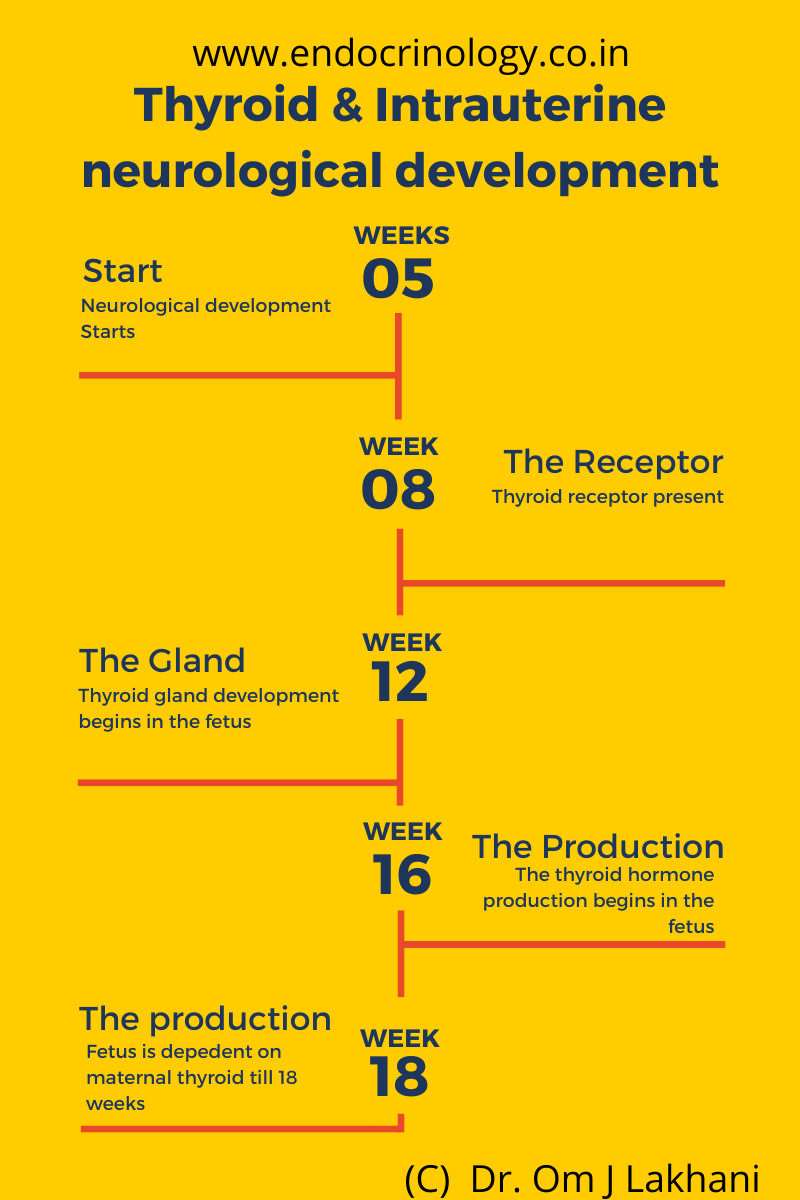 www.endocrinology.co.in
Thyroid & Intrauterine
neurological development
WEEKS
05
Start
Neurological development
Starts
WEEK
08
The Receptor
Thyroid receptor present
WEEK
12
The Gland
Thyroid gland development
begins in the fetus
WEEK
16
The Production
The thyroid hormone
production begins in the
fetus
The production
Fetus is depedent on
maternal thyroid till 18
weeks
WEEK
18
(C) Dr. Om J Lakhani